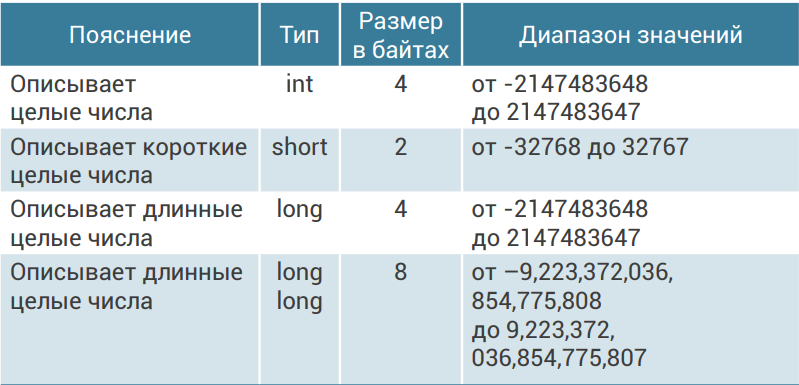 Пояснение Тип Размер в байтах Диапазон значений
Описывает целые числа int 4 от -2147483648
до 2147483647
Описывает короткие целые числа short 2 от -32768 до 32767
Описывает длинные целые числа long 4 от -2147483648
до 2147483647
Описывает длинные целые числа long long 8 от –9,223,372,036,
854,775,808
до 9,223,372,
036,854,775,807